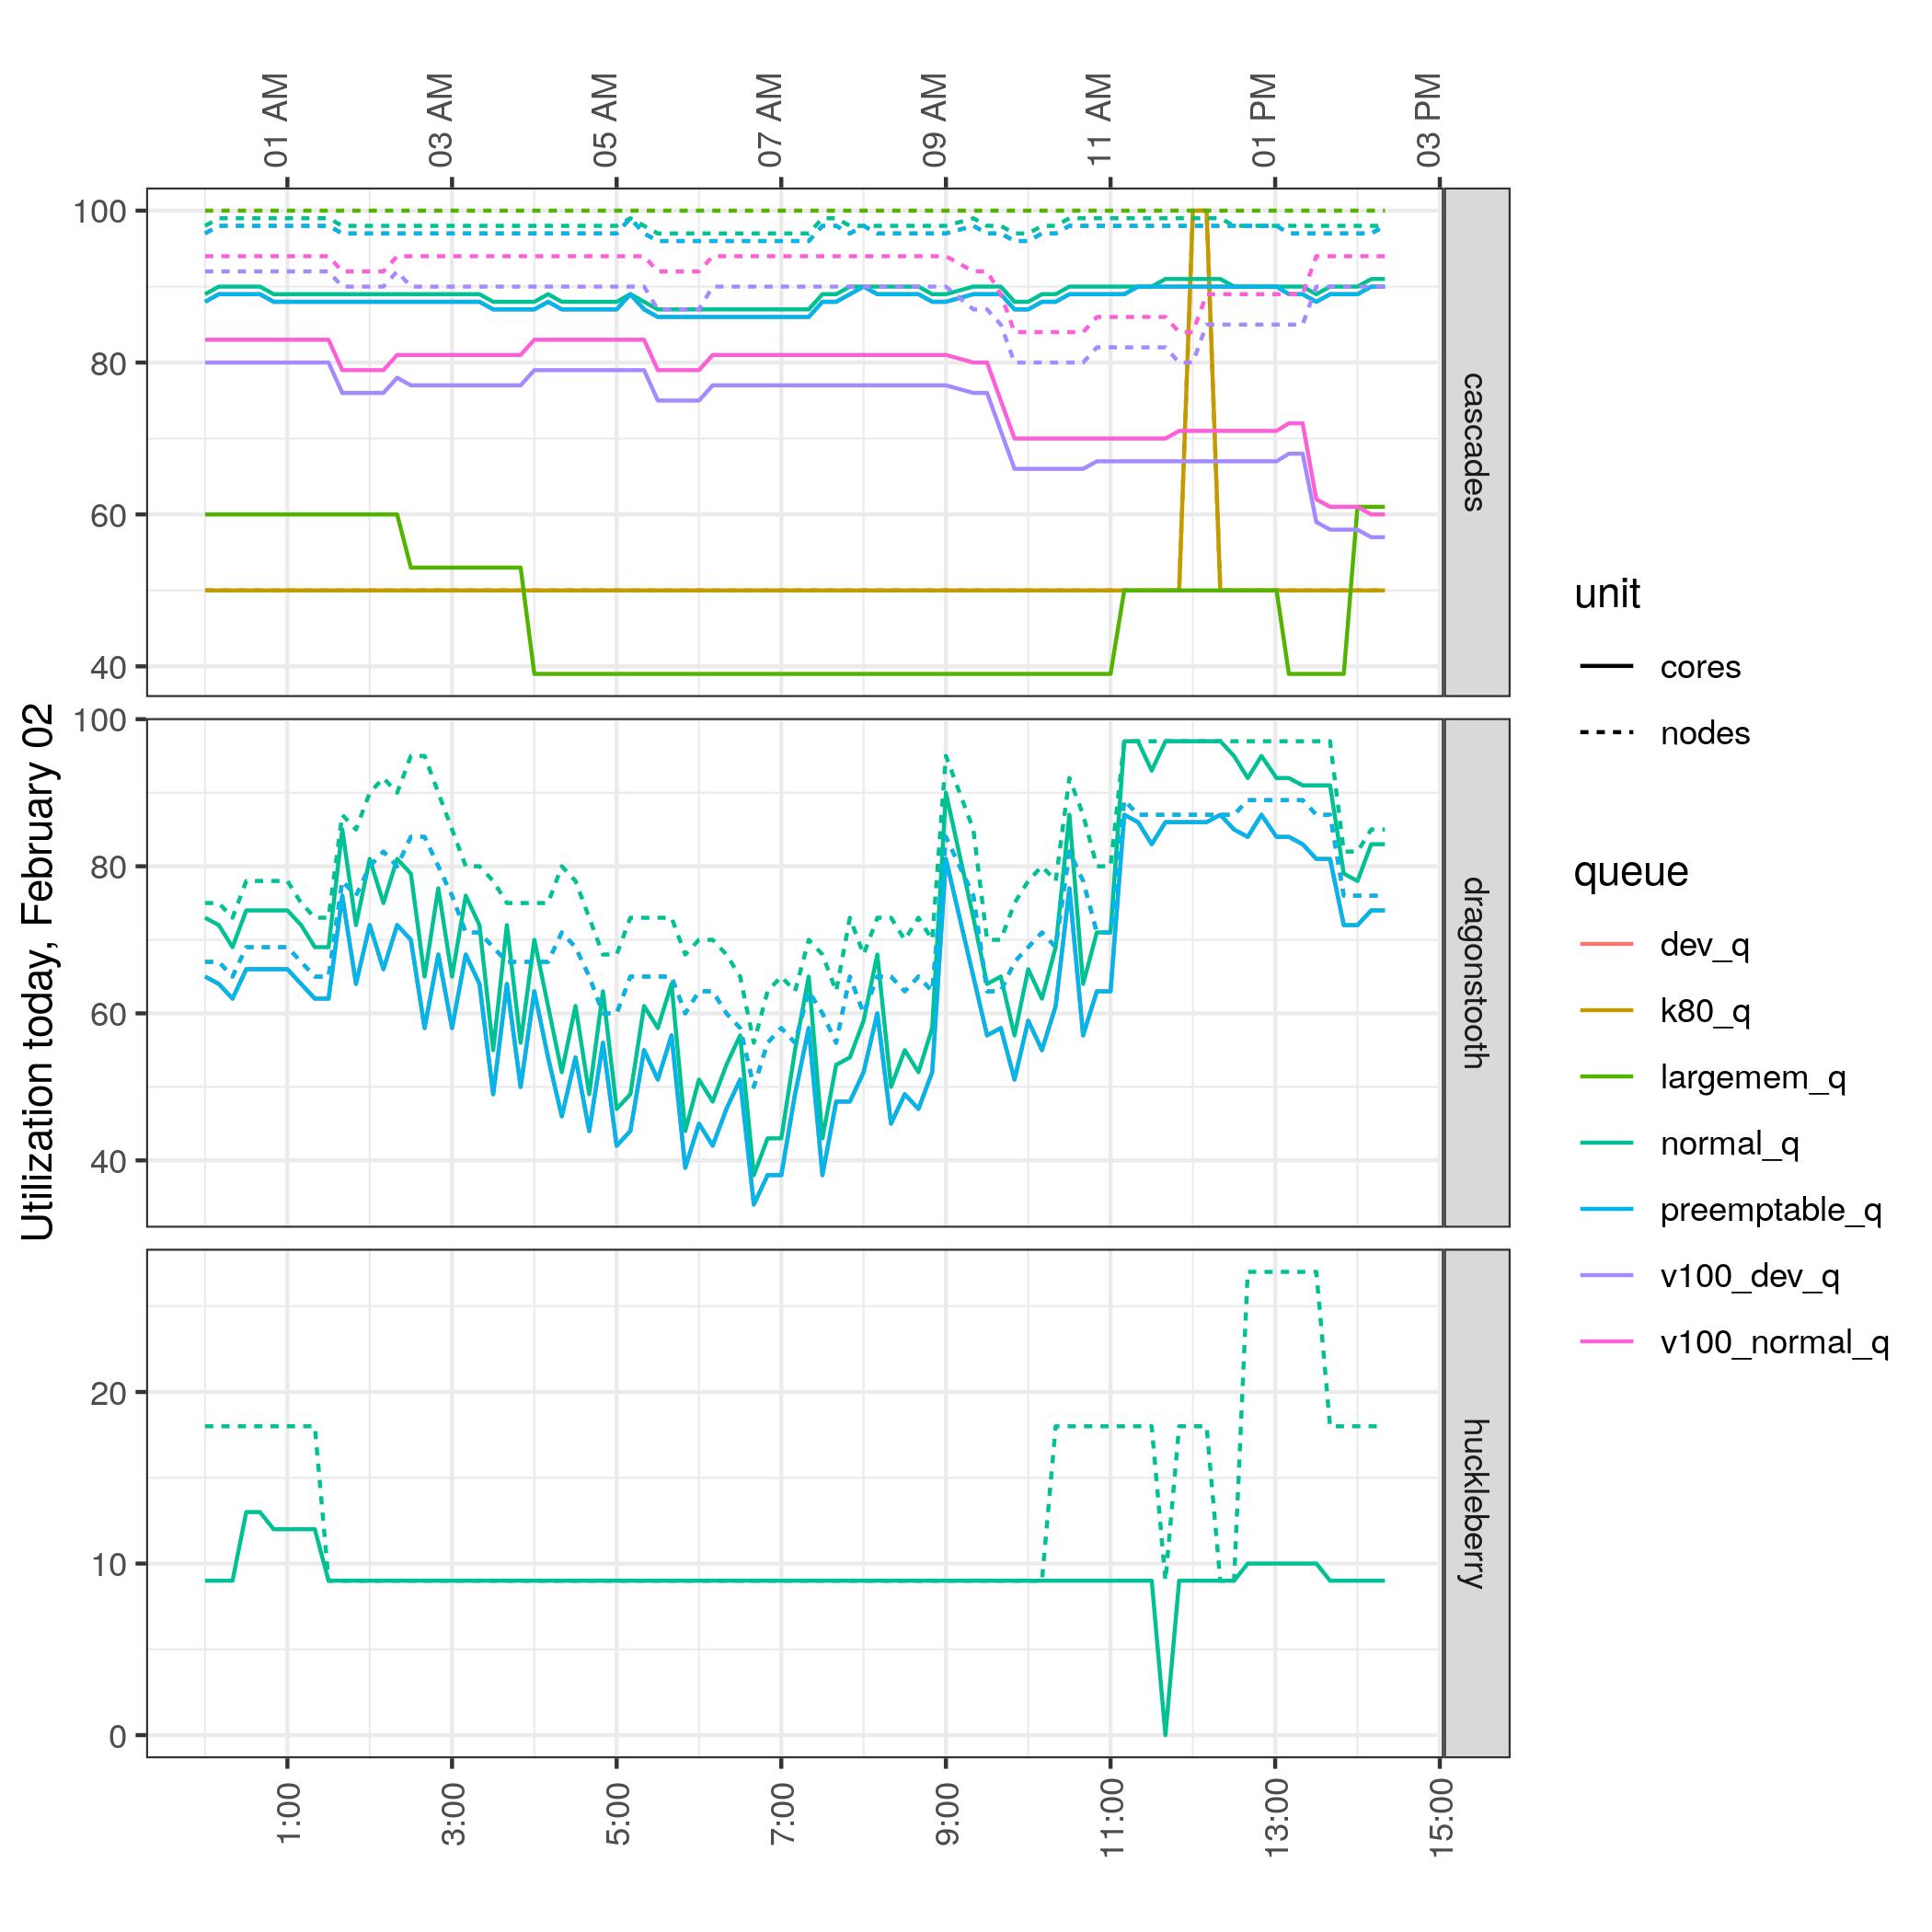 01 AM
03 AM
05 AM
07 AM
09 AM
11 AM
01 PM
03 PM
Utilization today, February 02
100
80
60
40
cascades
100
80
60
40
dragonstooth
20
10
0
huckleberry
1:00
3:00
5:00
7:00
9:00
11:00
13:00
15:00
unit
cores
nodes
queue
dev_q
k80_q
largemem_q
normal_q
preemptable_q
v100_dev_q
v100_normal_q